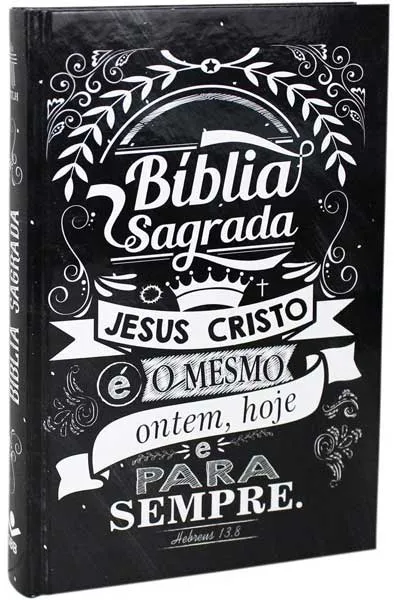 Bíblia
Sagrada
JESUS CRISTO
é O MESMO
ontem, hoje
e
PARA
SEMPRE.
Hebreus 13.8
BÍBLIA SAGRADA